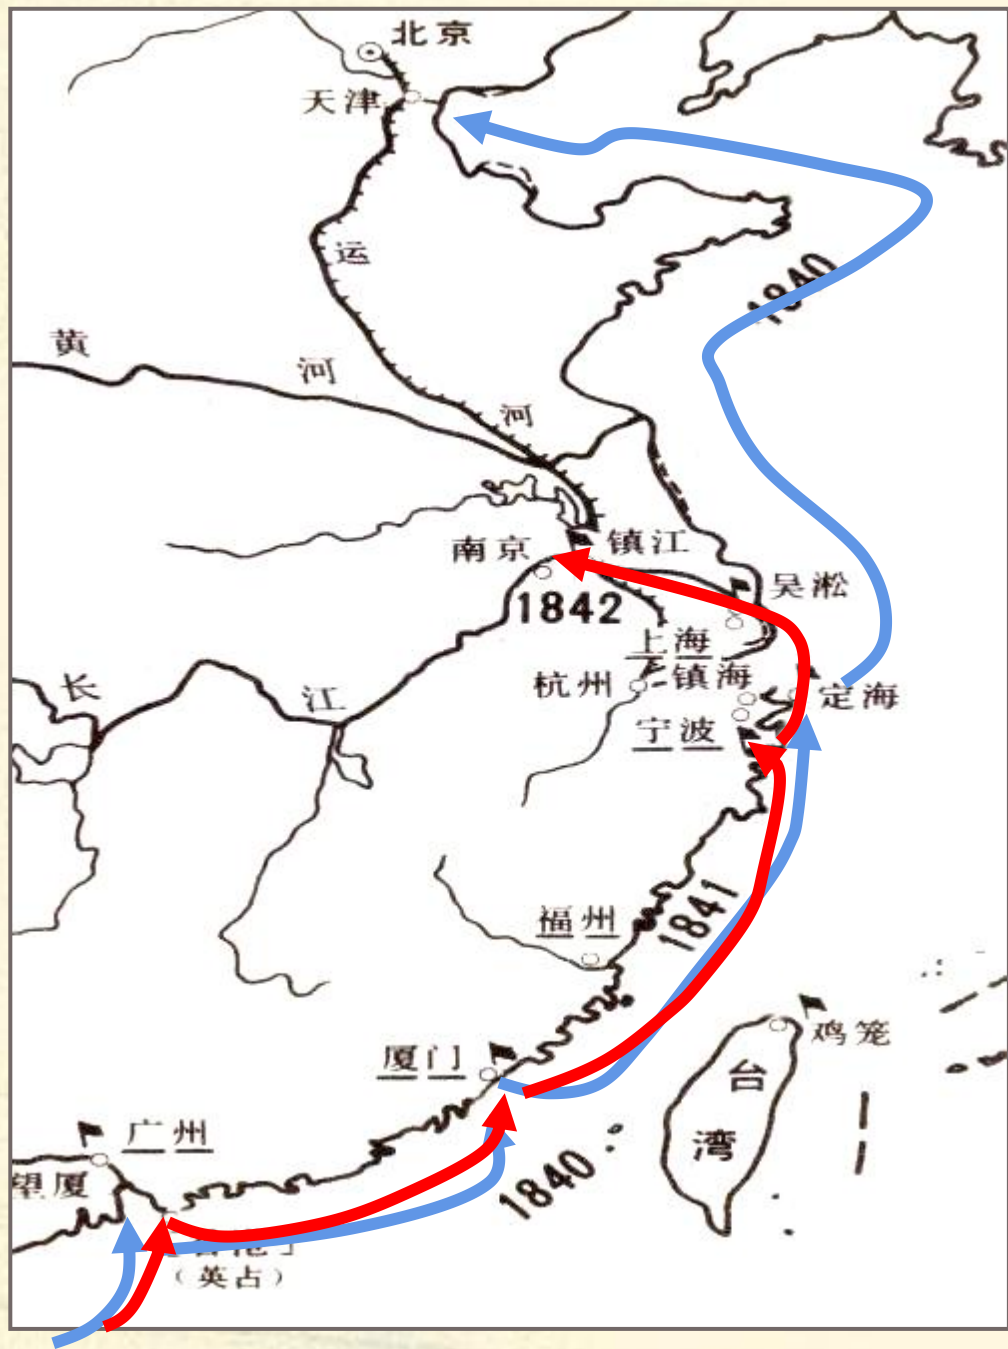 北京
天津
运
1840
黄
河
河
南京
镇江
1842
吴淞
上海
长
江
杭州
镇海
定海
宁波
1841
福州
厦门
鸡笼
台
湾
广州
望厦
1840
（英占）